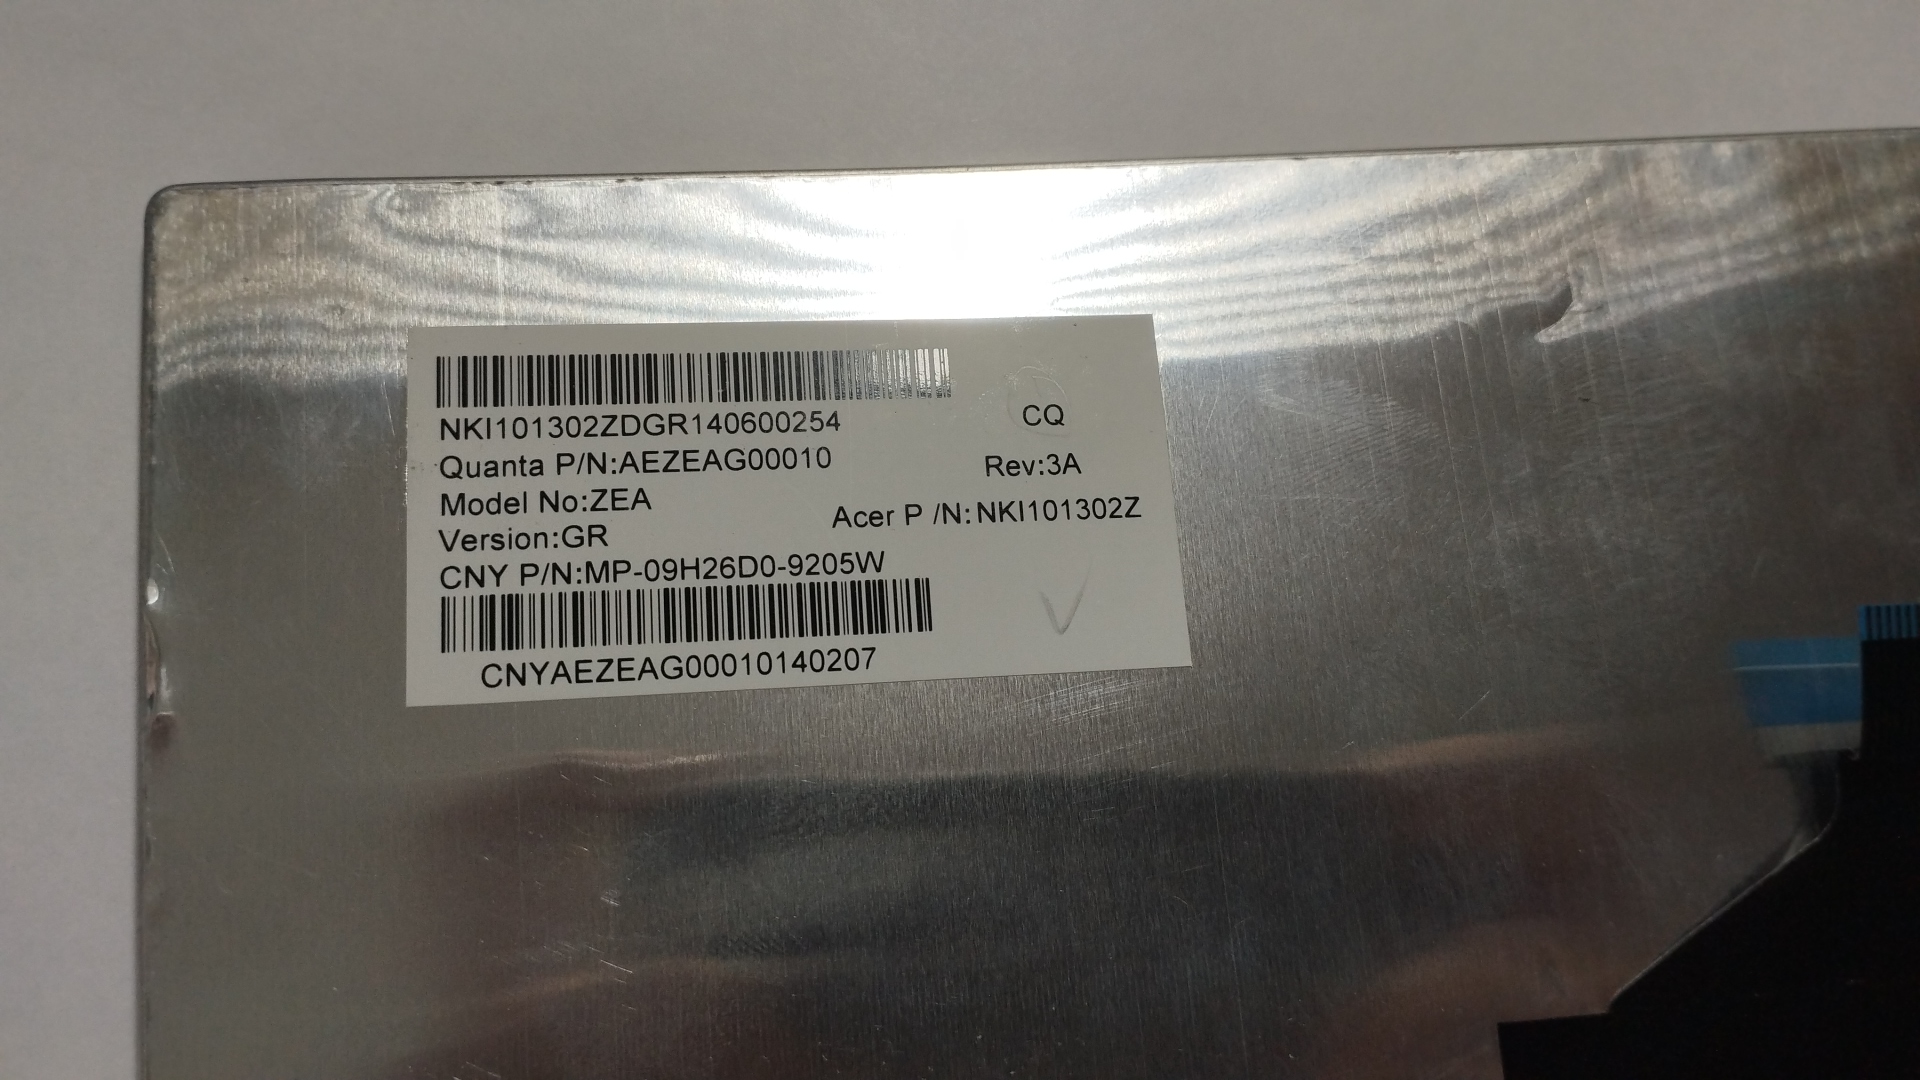 NKI101302ZDGR140600254
CQ
Quanta P/N:AEZEAG00010
Rev:3A
Model No:ZEA
Acer P /N:NKI101302Z
Version:GR
CNY P/N:MP-09H26D0-9205W
CNYAEZEAG00010140207